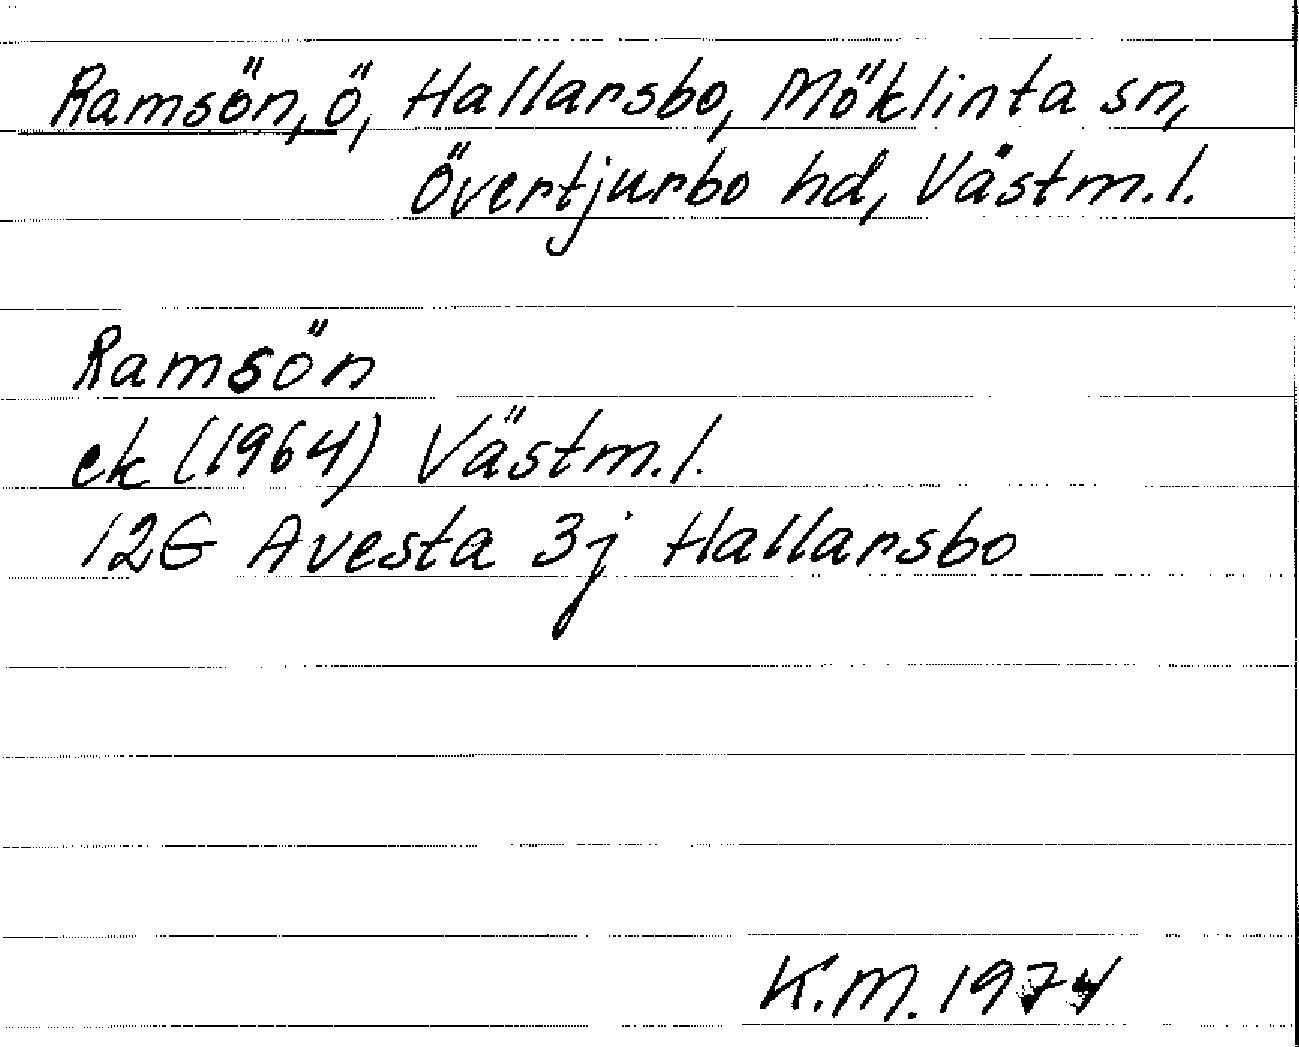 Ramsön, ö, Hallarsbo, Möklinta sn,
Övertjurbo hd, Västm.l.
Ramsön
ek (1964) Västm.l.
12G Avesta 3j Hallarsbo
K.M. 1974